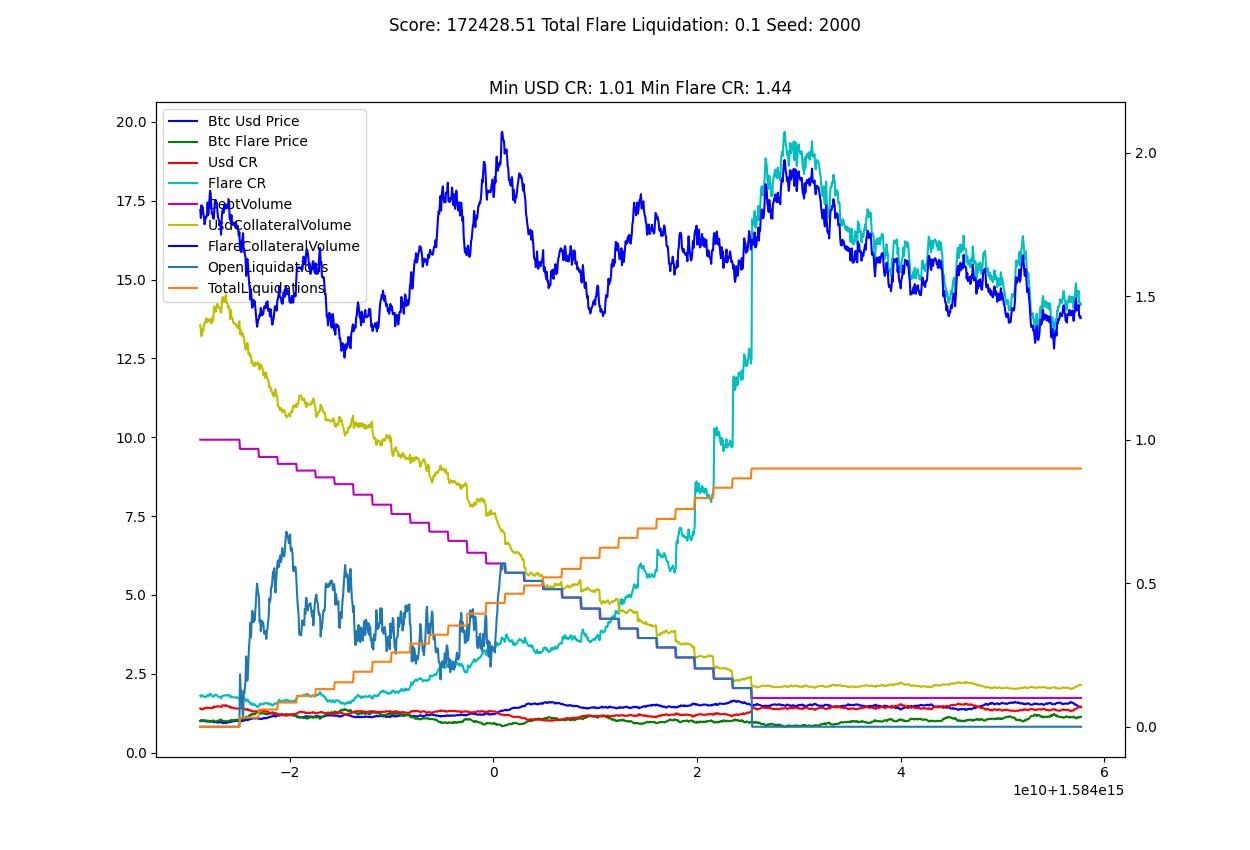 Score: 172428.51 Total Flare Liquidation: 0.1 Seed: 2000
Min USD CR: 1.01 Min Flare CR: 1.44
Btc Usd Price
Btc Flare Price
Usd CR
Flare CR
DebtVolume
UsdCollateralVolume
FlareCollateralVolume
OpenLiquidations
TotalLiquidations
20.0
17.5
15.0
12.5
10.0
7.5
5.0
2.5
0.0
2.0
1.5
1.0
0.5
0.0
−2
0
2
4
6
1e10+1.584e15